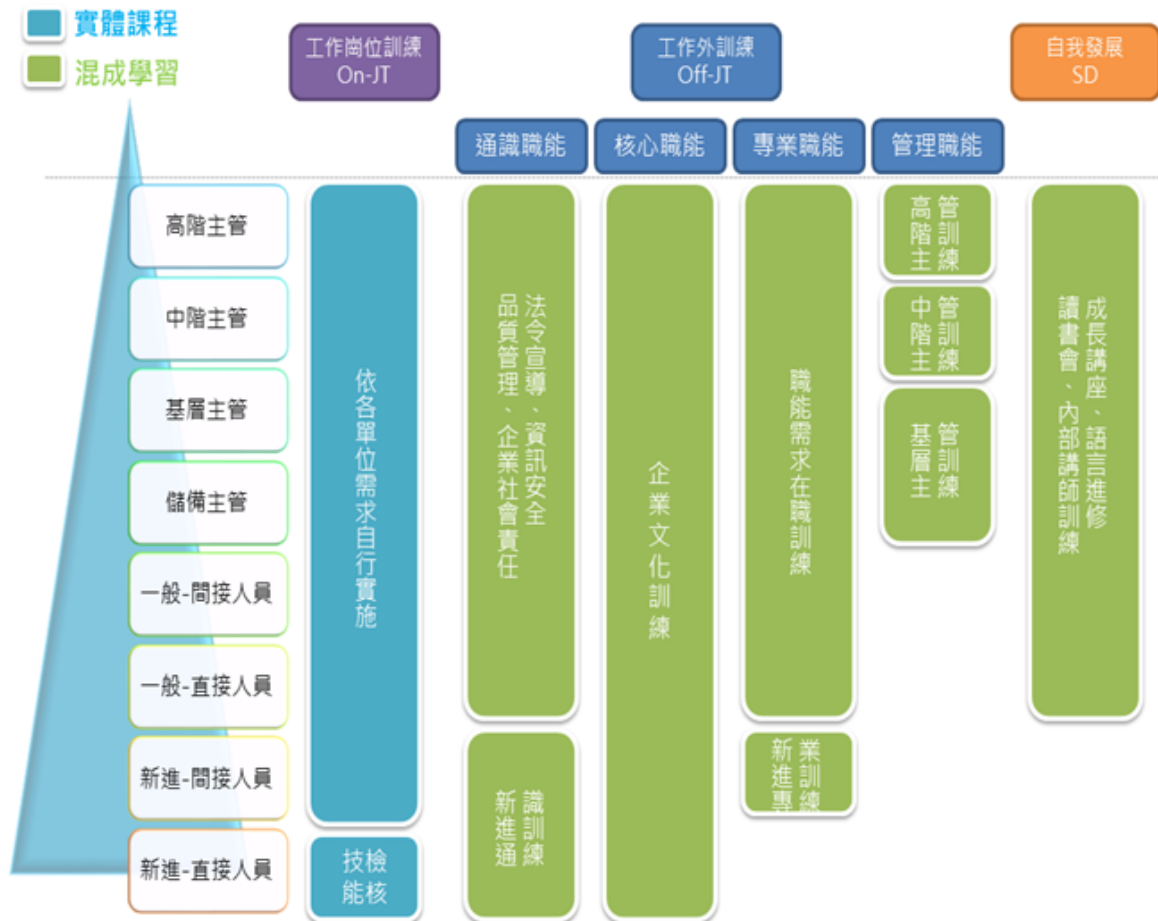 實體課程
混成學習
工作崗位訓練
On-JT
工作外訓練
Off-JT
自我發展
SD
通識職能
核心職能
專業職能
管理職能
高階主管
中階主管
基層主管
儲備主管
一般-間接人員
一般-直接人員
新進-間接人員
新進-直接人員
依各單位需求自行實施
技檢
能核
法令宣導、資訊安全
品質管理、企業社會責任
新進通
識訓練
企業文化訓練
職能需求在職訓練
新進專
業訓練
高階主
管訓練
中階主
管訓練
基層主
管訓練
成長講座、語言進修
讀書會、內部講師訓練